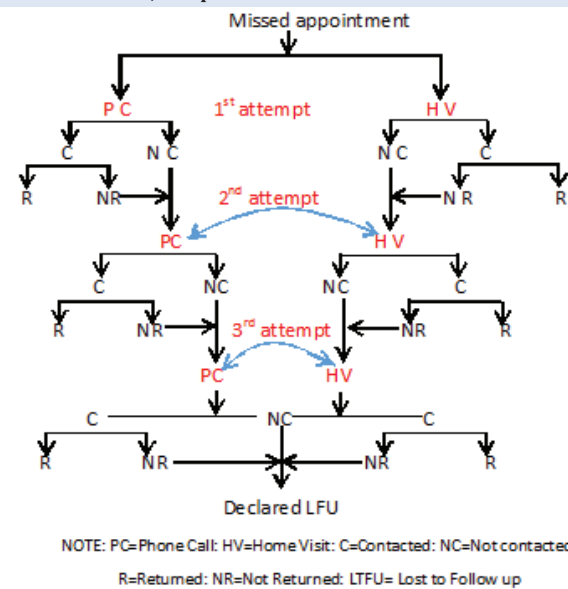 Missed appointment
P C 1st attempt H V
C N C N C C
R NR N R R
2nd attempt
PC H V
C NC NC C
R NR 3rd attempt NR R
PC HV
C NC C
R NR NR R
Declared LFU
NOTE: PC=Phone Call: HV=Home Visit: C=Contacted: NC=Not contacted
R=Returned: NR=Not Returned: LTFU= Lost to Follow up